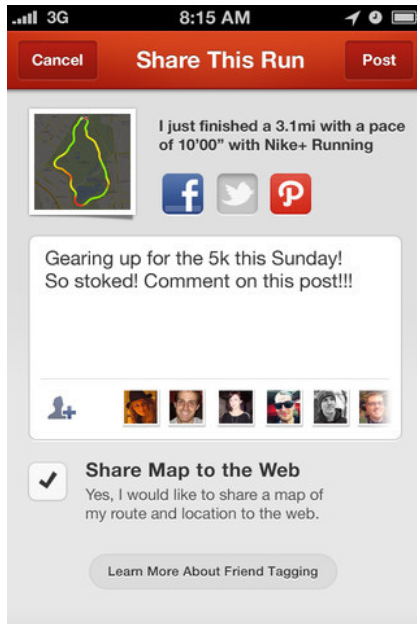 3G 8:15 AM
Cancel Share This Run Post
I just finished a 3.1mi with a pace
of 10'00” with Nike+ Running
Gearing up for the 5k this Sunday!
So stoked! Comment on this post!!!
Share Map to the Web
Yes, I would like to share a map of
my route and location to the web.
Learn More About Friend Tagging